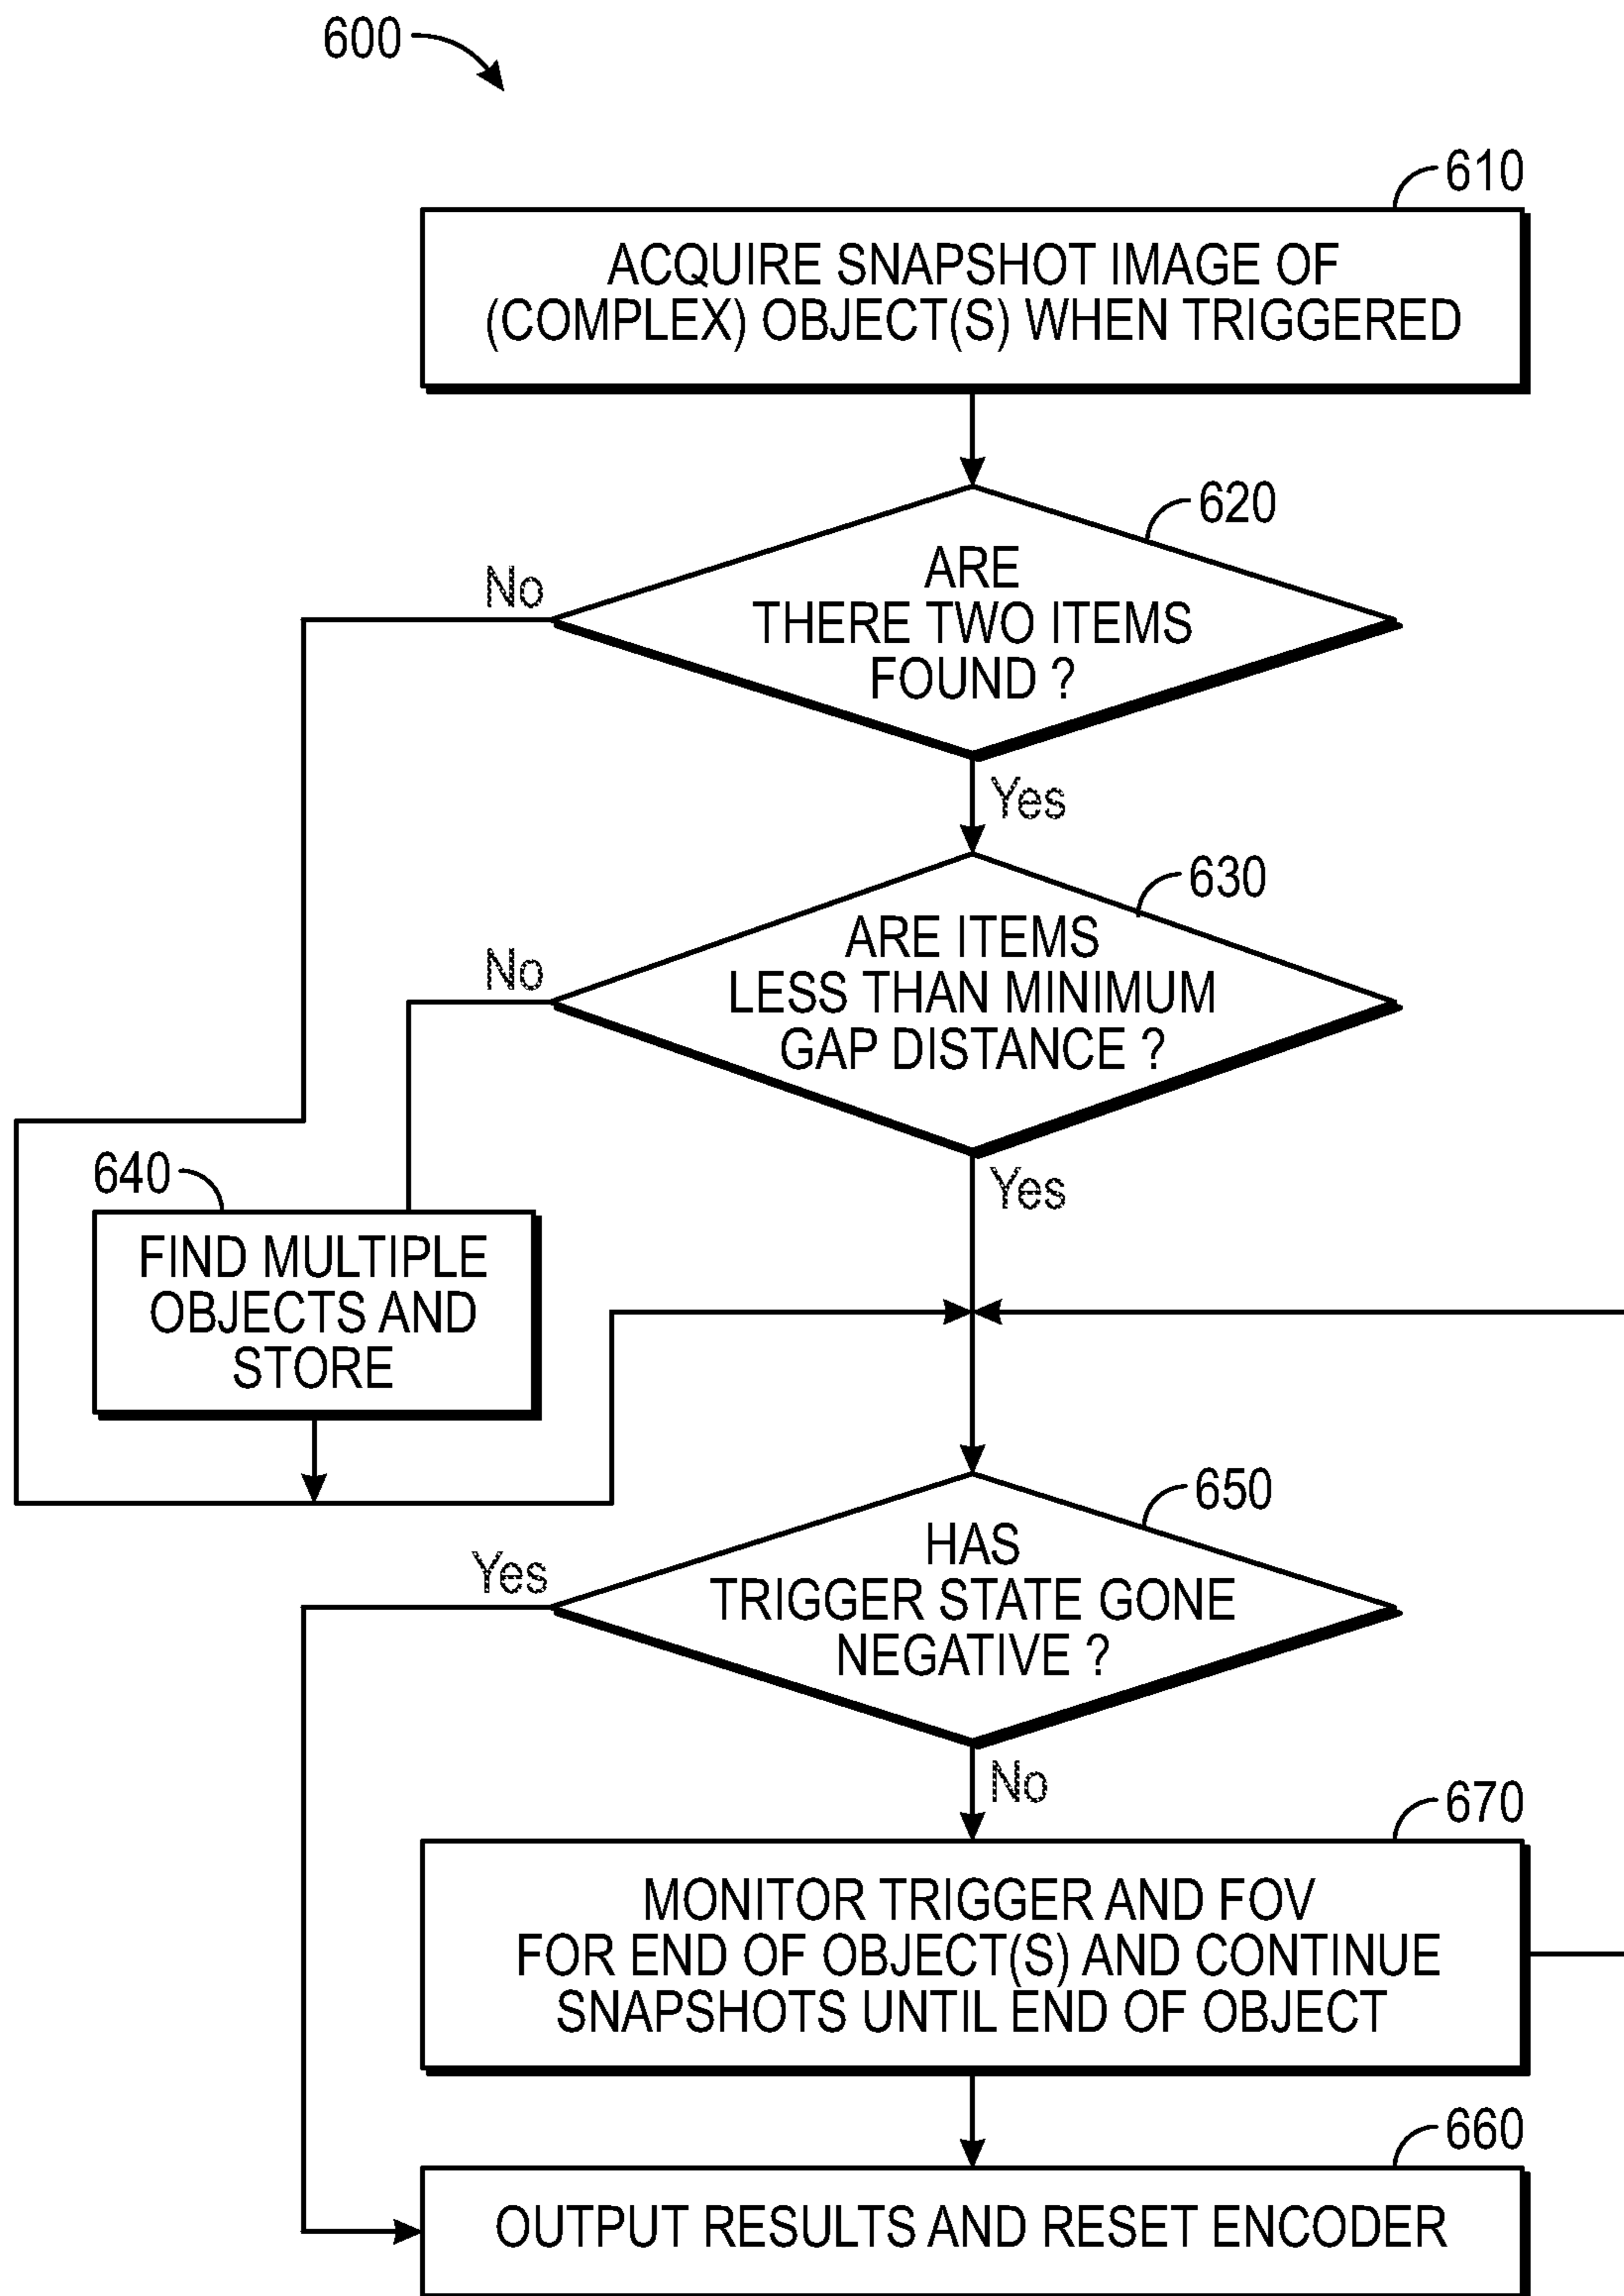 600
610
ACQUIRE SNAPSHOT IMAGE OF
(COMPLEX) OBJECT(S) WHEN TRIGGERED
620
No
ARE
THERE TWO ITEMS
FOUND ?
Yes
630
No
ARE ITEMS
LESS THAN MINIMUM
GAP DISTANCE ?
Yes
640
FIND MULTIPLE
OBJECTS AND
STORE
650
Yes
HAS
TRIGGER STATE GONE
NEGATIVE ?
No
670
MONITOR TRIGGER AND FOV
FOR END OF OBJECT(S) AND CONTINUE
SNAPSHOTS UNTIL END OF OBJECT
660
OUTPUT RESULTS AND RESET ENCODER